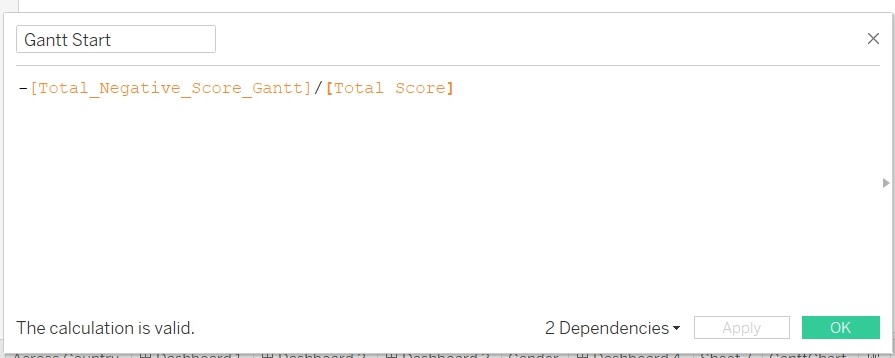 Gantt Start
-[Total_Negative_Score_Gantt]/[Total Score]
The calculation is valid.
2 Dependencies
Apply
OK
Across Country Dashboard 1 Dashboard 2 Dashboard 3 Gender Dashboard 4 Sheet 7 GanttChart